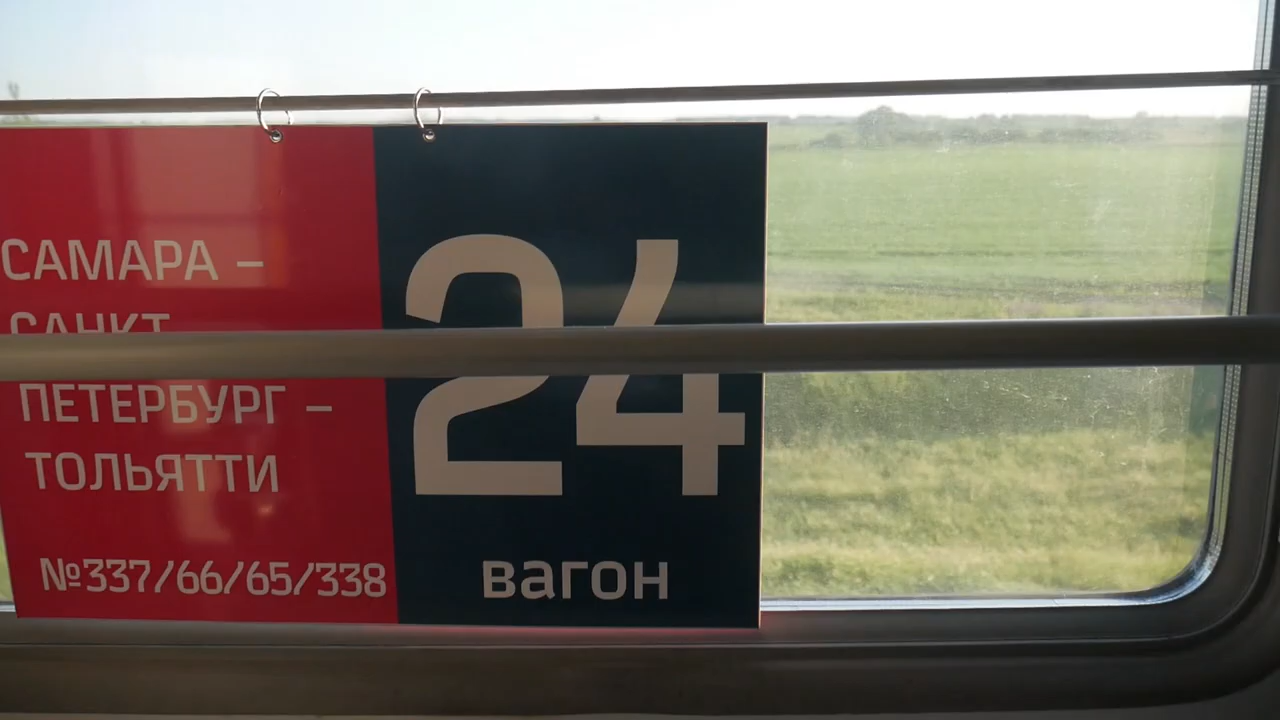 САМАРА –
САНКТ
ПЕТЕРБУРГ –
ТОЛЬЯТТИ
№337/66/65/338
24
вагон